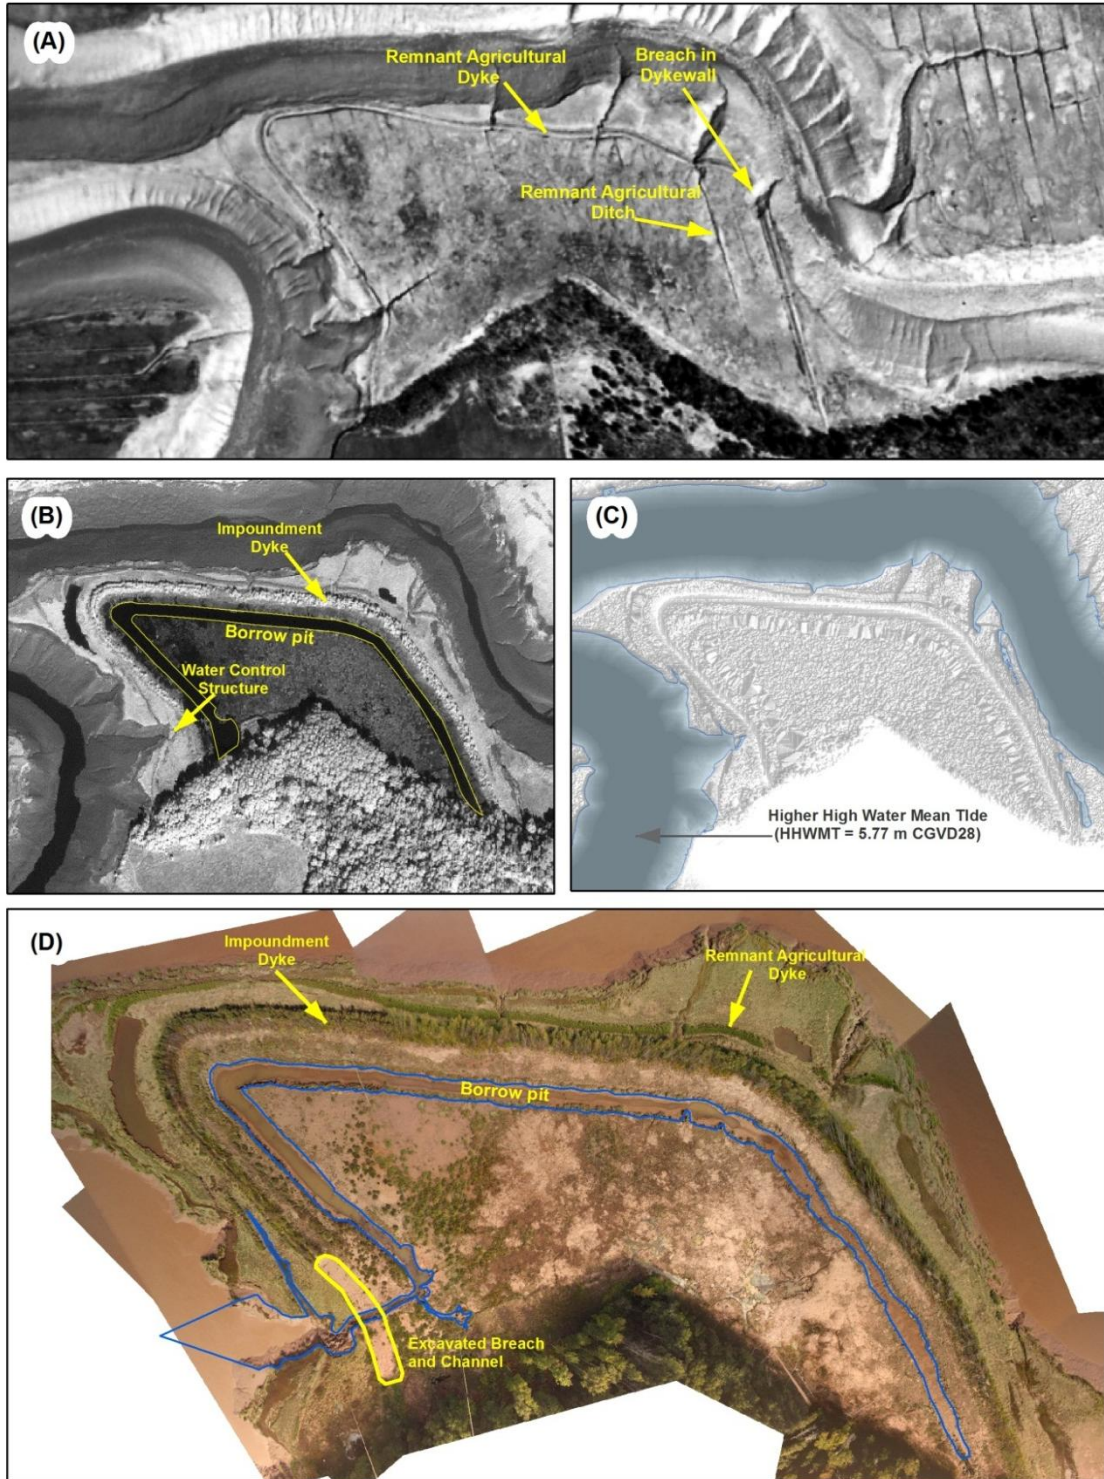 (A)
Remnant Agricultural
Dyke
Breach in
Dykewall
Remnant Agricultural
Ditch
(B)
Impoundment
Dyke
Borrow pit
Water Control
Structure
(C)
Higher High Water Mean TIde
(HHWMT = 5.77 m CGVD28)
(D)
Impoundment
Dyke
Remnant Agricultural
Dyke
Borrow pit
Excavated Breach
and Channel